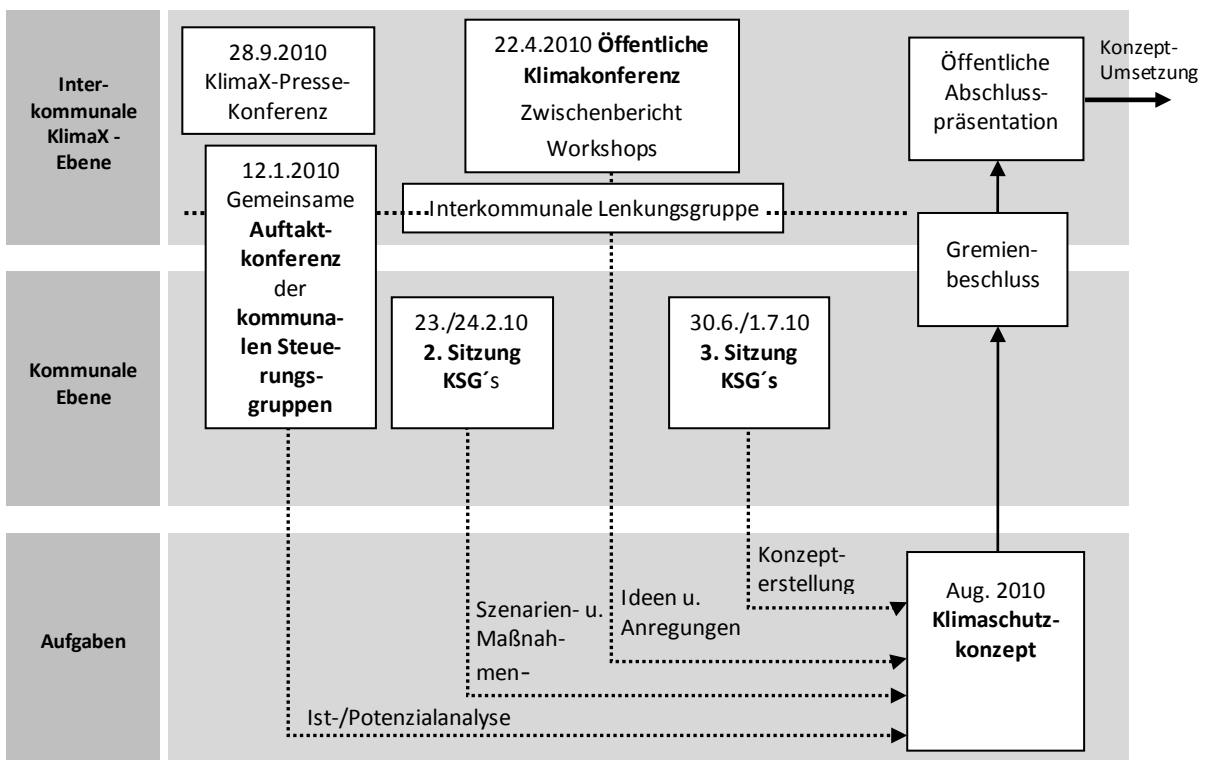 Inter-
kommunale
KlimaX -
Ebene
28.9.2010
KlimaX-Presse-
Konferenz
22.4.2010 Öffentliche
Klimakonferenz
Zwischenbericht
Workshops
Öffentliche
Abschluss-
präsentation
Konzept-
Umsetzung
12.1.2010
Gemeinsame
Auftakt-
konferenz
der
kommuna-
len Steue-
rungs-
gruppen
Interkommunale Lenkungsgruppe
Gremien-
beschluss
Kommunale
Ebene
23./24.2.10
2. Sitzung
KSG´s
30.6./1.7.10
3. Sitzung
KSG´s
Aufgaben
Konzept-
erstellung
Szenarien- u.
Maßnah-
men-
Ideen u.
Anregungen
Ist-/Potenzialanalyse
Aug. 2010
Klimaschutz-
konzept